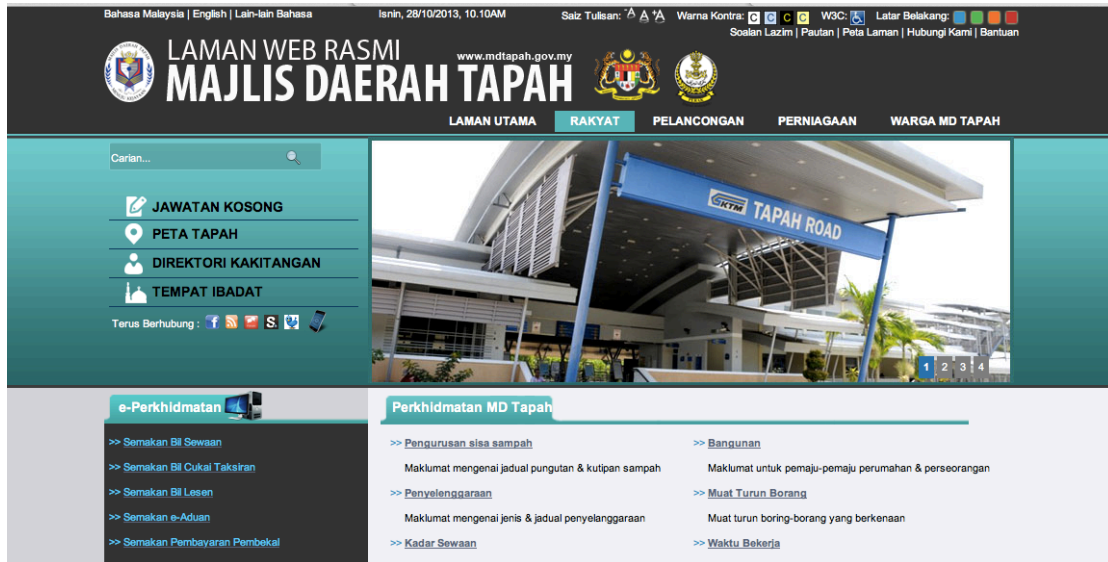 Bahasa Malaysia | English | Lain-lain Bahasa
Isnin, 28/10/2013, 10.10AM
Saiz Tulisan: -A A +A
Warna Kontra: C C C C
W3C:
Latar Belakang:
Soalan Lazim | Pautan | Peta Laman | Hubungi Kami | Bantuan
LAMAN WEB RASMI
www.mdtapah.gov.my
MAJLIS DAERAH TAPAH
LAMAN UTAMA RAKYAT PELANCONGAN PERNIAGAAN WARGA MD TAPAH
Carian...
JAWATAN KOSONG
PETA TAPAH
DIREKTORI KAKITANGAN
TEMPAT IBADAT
Terus Berhubung :
KTM TAPAH ROAD
1 2 3 4
e-Perkhidmatan
>> Semakan Bil Sewaan
>> Semakan Bil Cukai Taksiran
>> Semakan Bil Lesen
>> Semakan e-Aduan
>> Semakan Pembayaran Pembekal
Perkhidmatan MD Tapah
>> Pengurusan sisa sampah
Maklumat mengenai jadual pungutan & kutipan sampah
>> Penyelenggaraan
Maklumat mengenai jenis & jadual penyelanggaraan
>> Kadar Sewaan
>> Bangunan
Maklumat untuk pemaju-pemaju perumahan & perseorangan
>> Muat Turun Borang
Muat turun boring-borang yang berkenaan
>> Waktu Bekerja